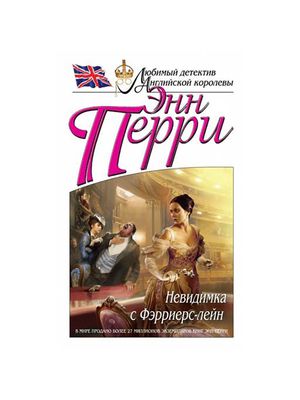 Любимый детектив
Английской королевы
Энн
Перри
Невидимка
с Фэрриерс-лейн
В МИРЕ ПРОДАНО БОЛЕЕ 27 МИЛЛИОНОВ ЭКЗЕМПЛЯРОВ КНИГ ЭНН ПЕРРИ